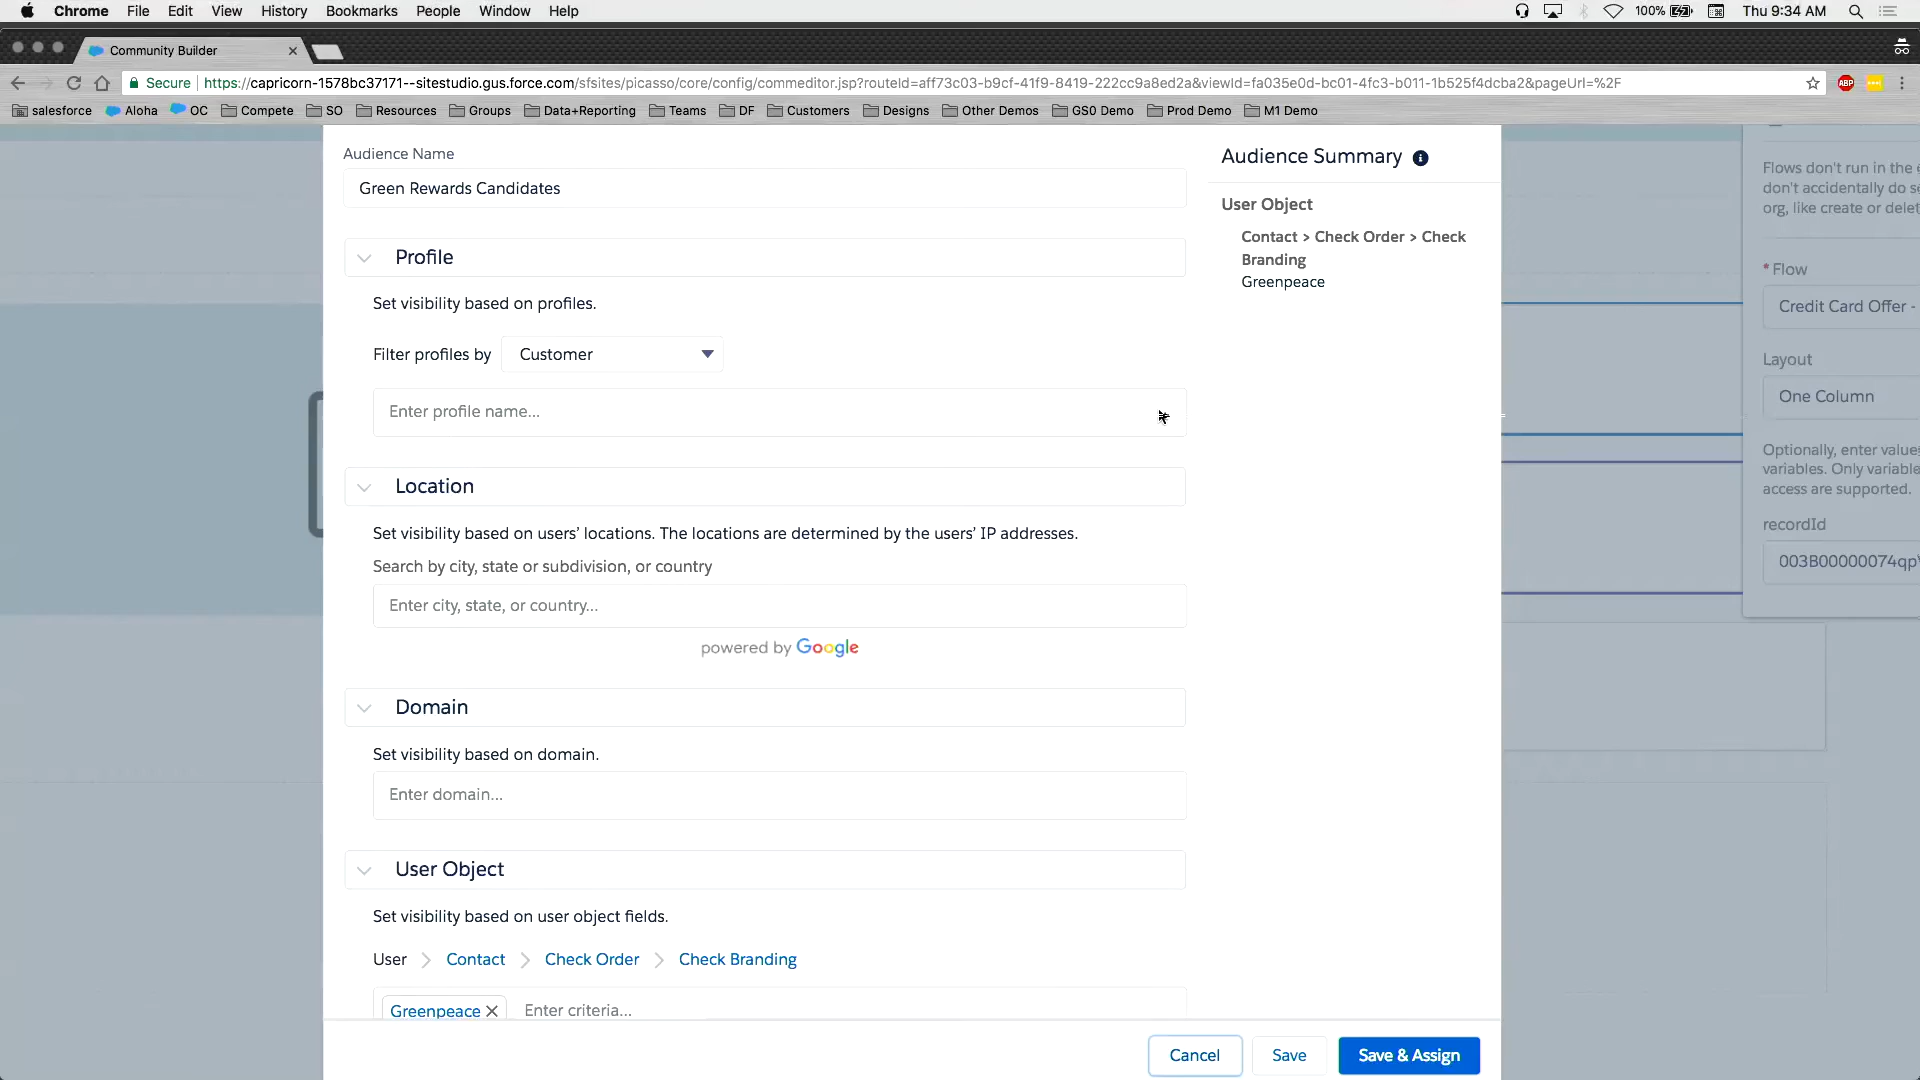 Chrome File Edit View History Bookmarks People Window Help 100% Thu 9:34 AM
Community Builder
Secure https://capricorn-1578bc37171--sitestudio.gus.force.com/sfsites/picasso/core/config/commeditor.jsp?routeId=aff73c03-b9cf-41f9-8419-222cc9a8ed2a&viewId=fa035e0d-bc01-4fc3-b011-1b525f4dcba2&pageUrl=%2F ABP
salesforce Aloha OC Compete SO Resources Groups Data+Reporting Teams DF Customers Designs Other Demos GS0 Demo Prod Demo M1 Demo
Audience Name
Green Rewards Candidates
Profile
Set visibility based on profiles.
Filter profiles by Customer
Enter profile name...
Location
Set visibility based on users’ locations. The locations are determined by the users’ IP addresses.
Search by city, state or subdivision, or country
Enter city, state, or country...
powered by Google
Domain
Set visibility based on domain.
Enter domain...
User Object
Set visibility based on user object fields.
User Contact Check Order Check Branding
Greenpeace Enter criteria...
Cancel Save Save & Assign
Audience Summary
User Object
Contact > Check Order > Check
Branding
Greenpeace
Flows don't run in the
don't accidentally do
org, like create or
* Flow
Credit Card Offer -
Layout
One Column
Optionally, enter
variables. Only
access are supported.
recordId
003B00000074qp